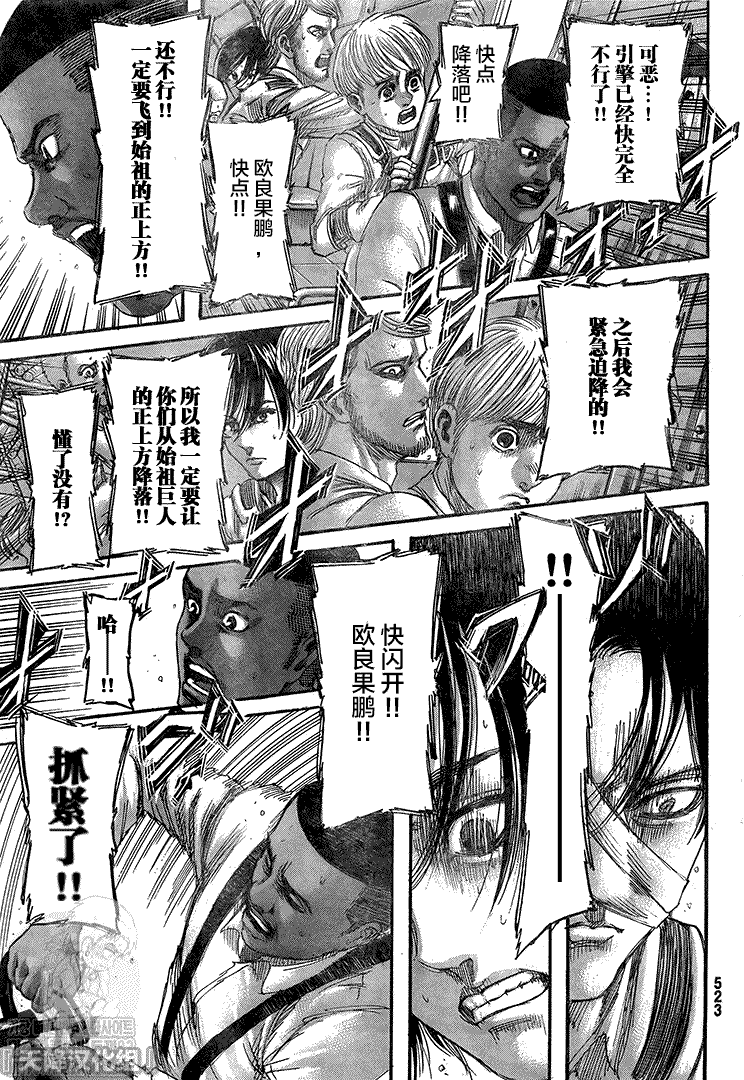 可恶…！
引擎已经快完全
不行了！！
快点
降落吧！！
欧良果鹏，
快点！！
还不行！！
一定要飞到始祖的正上方！！
之后我会
紧急迫降的！！
所以我一定要让
你们从始祖巨人
的正上方降落！！
懂了没有！？
！！
快闪开！！
欧良果鹏！！
哈——！！
抓紧了！！
523
『天峰汉化组』